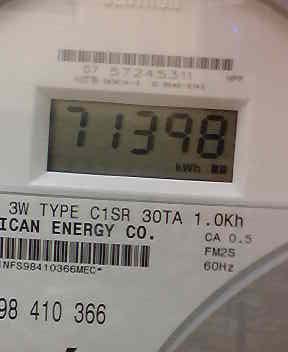 07 57245311
71398
kWh
3W TYPE C1SR 30TA 1.0Kh
ICAN ENERGY CO.
CA 0.5
FM2S
60Hz
NFS98410366MEC*
98 410 366